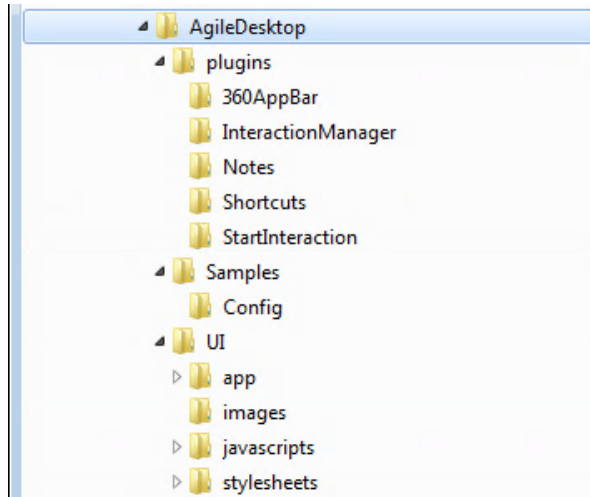 AgileDesktop
plugins
360AppBar
InteractionManager
Notes
Shortcuts
StartInteraction
Samples
Config
UI
app
images
javascripts
stylesheets